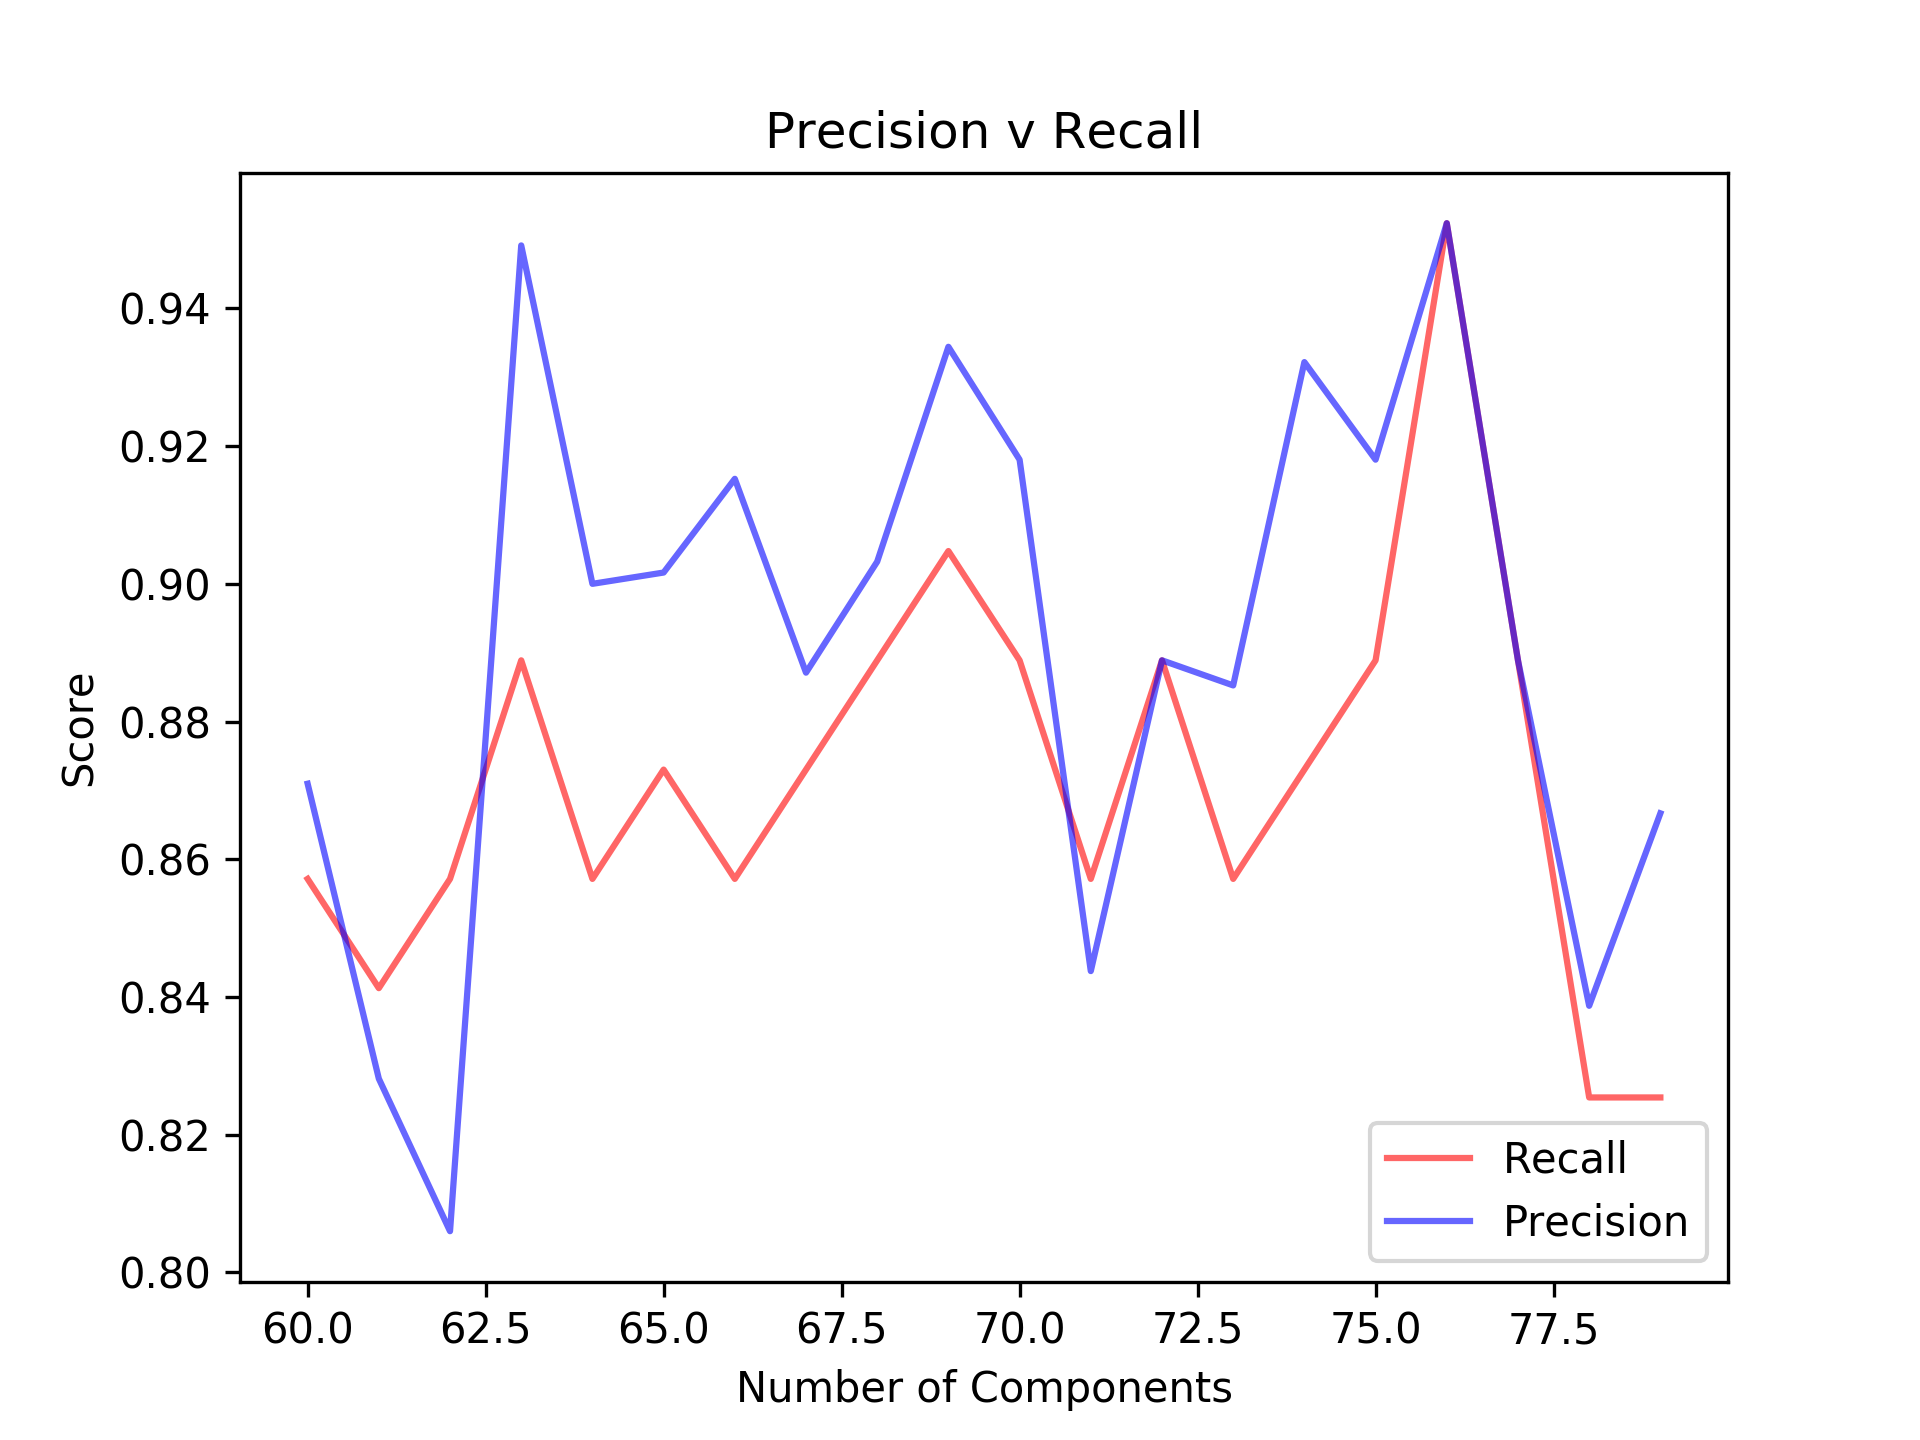 Precision v Recall
0.94
0.92
0.90
0.88
0.86
0.84
0.82
0.80
Score
Recall
Precision
60.0 62.5 65.0 67.5 70.0 72.5 75.0 77.5
Number of Components